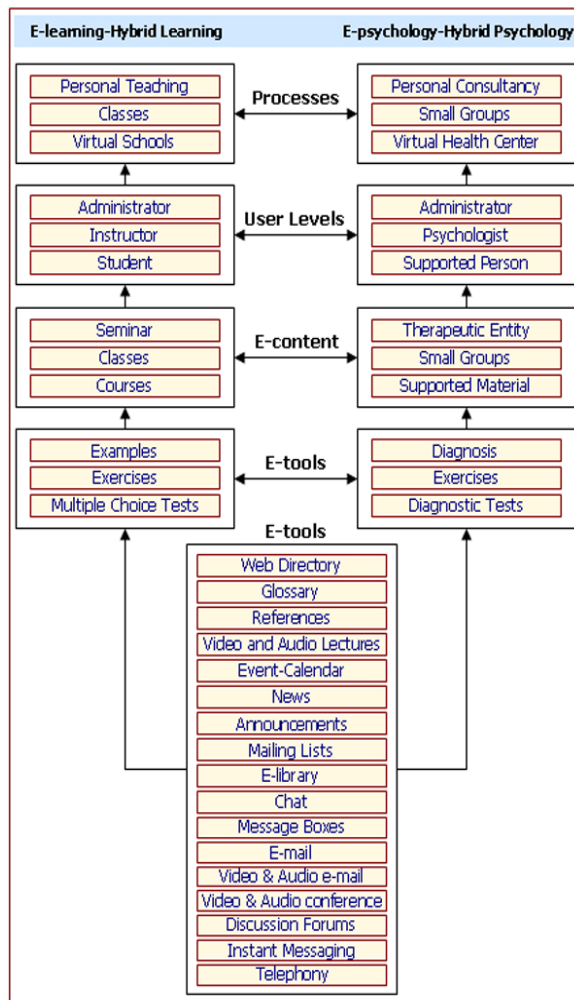 E-learning-Hybrid Learning
E-psychology-Hybrid Psychology
Personal Teaching
Classes
Virtual Schools
Processes
Personal Consultancy
Small Groups
Virtual Health Center
Administrator
Instructor
Student
User Levels
Administrator
Psychologist
Supported Person
Seminar
Classes
Courses
E-content
Therapeutic Entity
Small Groups
Supported Material
Examples
Exercises
Multiple Choice Tests
E-tools
Diagnosis
Exercises
Diagnostic Tests
E-tools
Web Directory
Glossary
References
Video and Audio Lectures
Event-Calendar
News
Announcements
Mailing Lists
E-library
Chat
Message Boxes
E-mail
Video & Audio e-mail
Video & Audio conference
Discussion Forums
Instant Messaging
Telephony